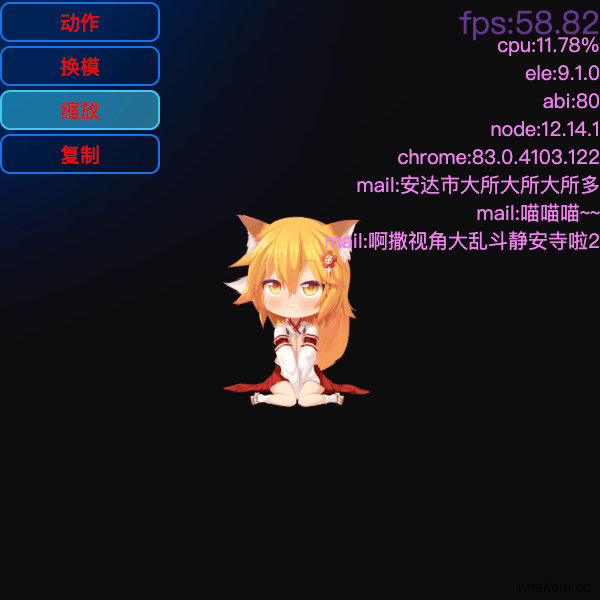 动作
换模
缩放
复制
fps:58.82
cpu:11.78%
ele:9.1.0
abi:80
node:12.14.1
chrome:83.0.4103.122
mail:安达市大所大所大所多
mail:喵喵喵~~
mail:啊撒视角大乱斗静安寺啦2
i.nekom.cc